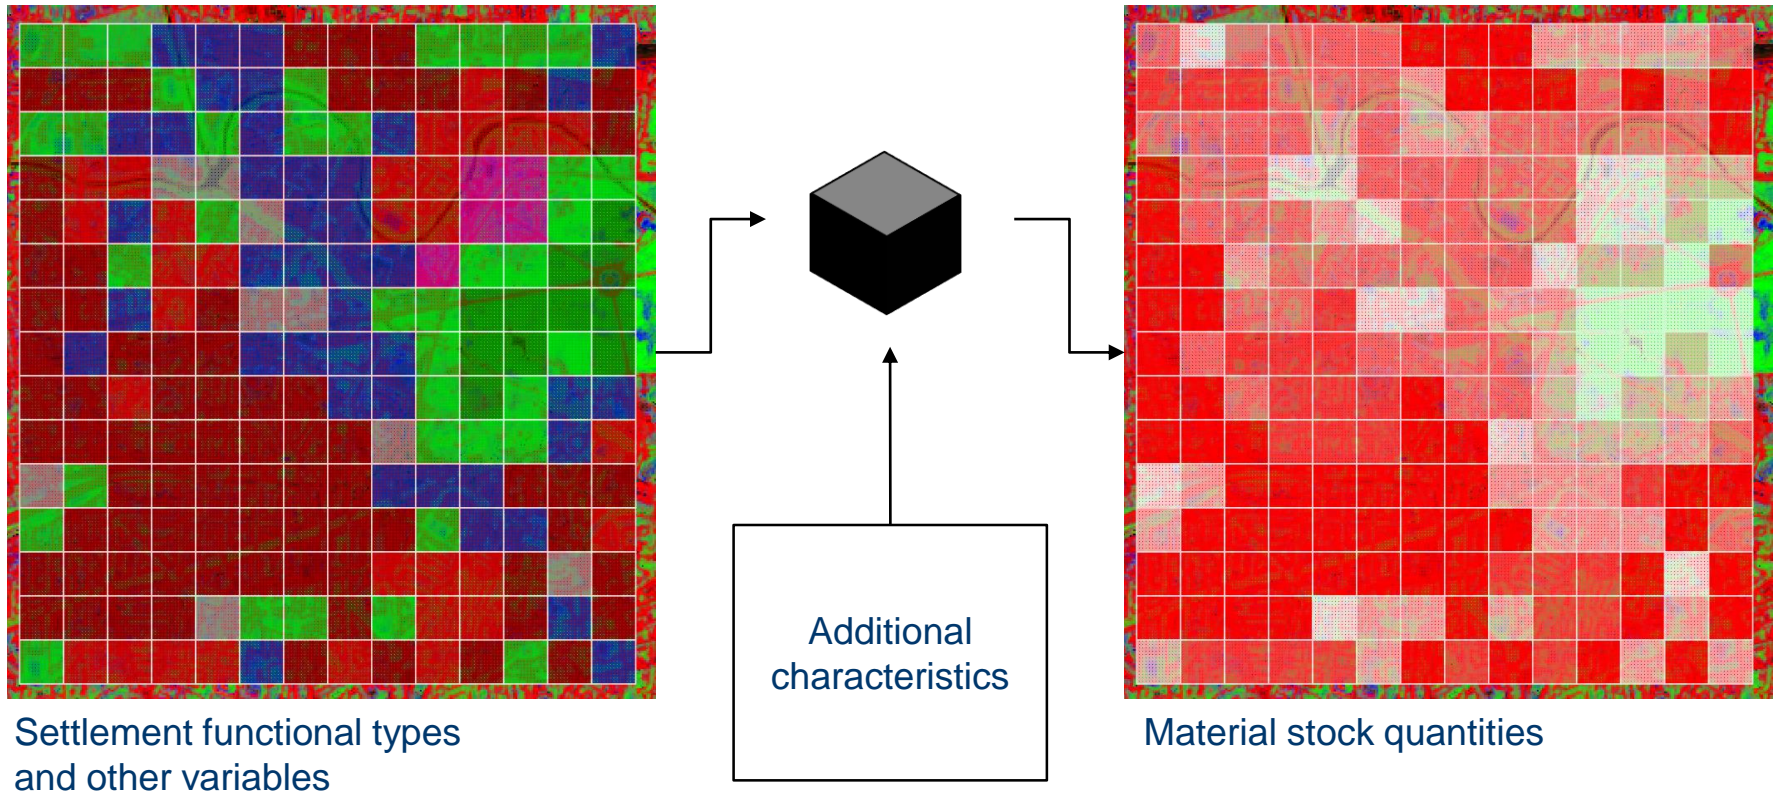 Additional
characteristics
Settlement functional types
and other variables
Material stock quantities